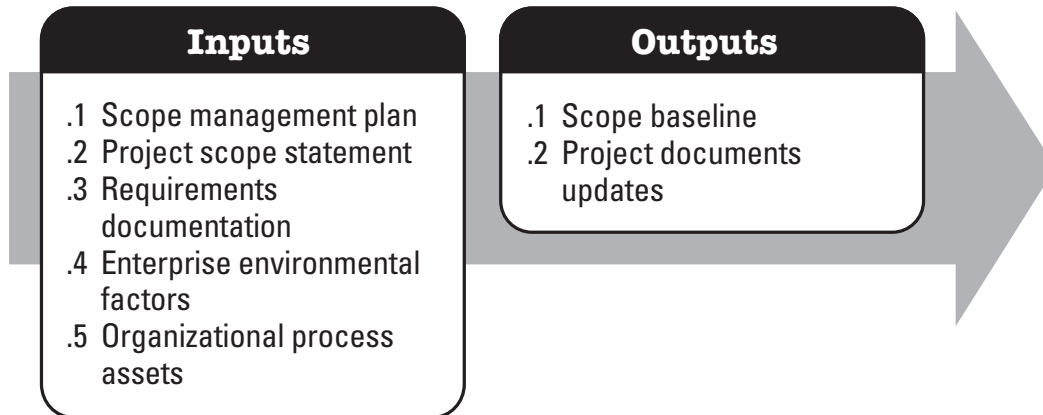 Inputs
.1 Scope management plan
.2 Project scope statement
.3 Requirements
documentation
.4 Enterprise environmental
factors
.5 Organizational process
assets
Outputs
.1 Scope baseline
.2 Project documents
updates